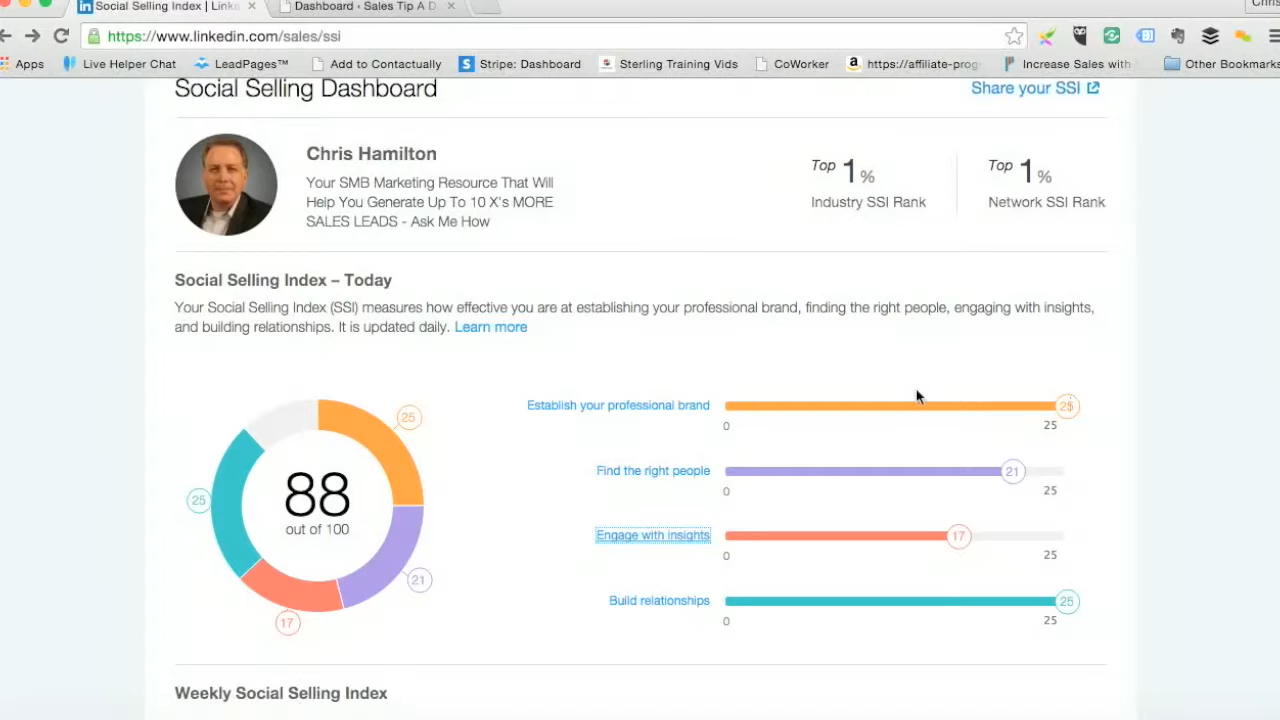 Social Selling Index | Linke
Dashboard ‹ Sales Tip A D
Chris
https://www.linkedin.com/sales/ssi
Apps
Live Helper Chat
LeadPages™
Add to Contactually
Stripe: Dashboard
Sterling Training Vids
CoWorker
https://affiliate-prog
Increase Sales with
Other Bookmarks
Social Selling Dashboard
Share your SSI
Chris Hamilton
Your SMB Marketing Resource That Will
Help You Generate Up To 10 X's MORE
SALES LEADS - Ask Me How
Top 1 %
Industry SSI Rank
Top 1 %
Network SSI Rank
Social Selling Index – Today
Your Social Selling Index (SSI) measures how effective you are at establishing your professional brand, finding the right people, engaging with insights,
and building relationships. It is updated daily. Learn more
25
21
17
25
88
out of 100
Establish your professional brand
25
0
25
Find the right people
21
0
25
Engage with insights
17
0
25
Build relationships
25
0
25
Weekly Social Selling Index